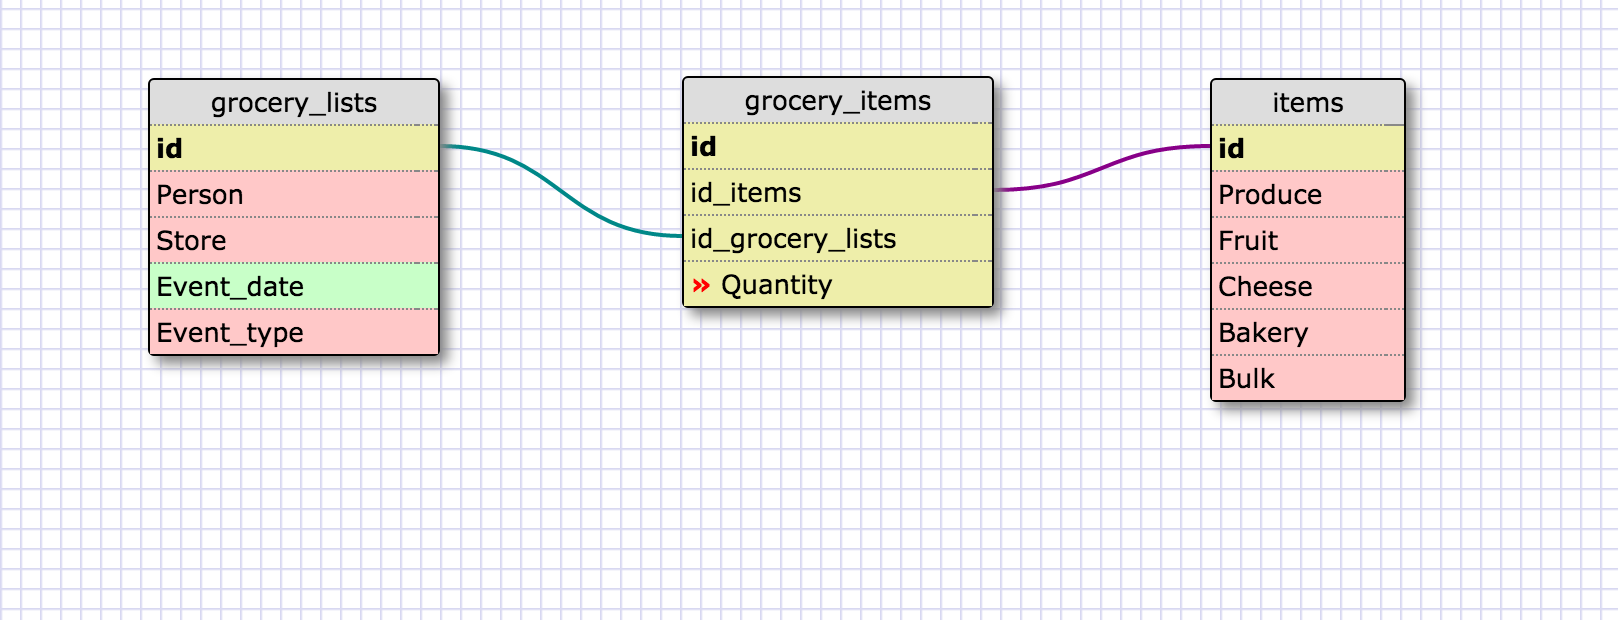 grocery_lists
id
Person
Store
Event_date
Event_type
grocery_items
id
id_items
id_grocery_lists
» Quantity
items
id
Produce
Fruit
Cheese
Bakery
Bulk